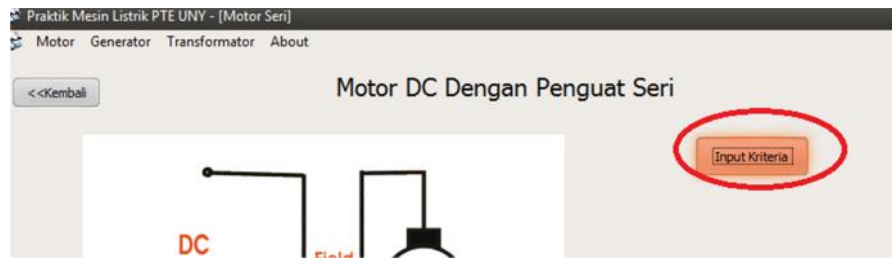 Praktik Mesin Listrik PTE UNY - [Motor Seri]
Motor Generator Transformator About
<<Kembali
Motor DC Dengan Penguat Seri
Input Kriteria
DC
Field